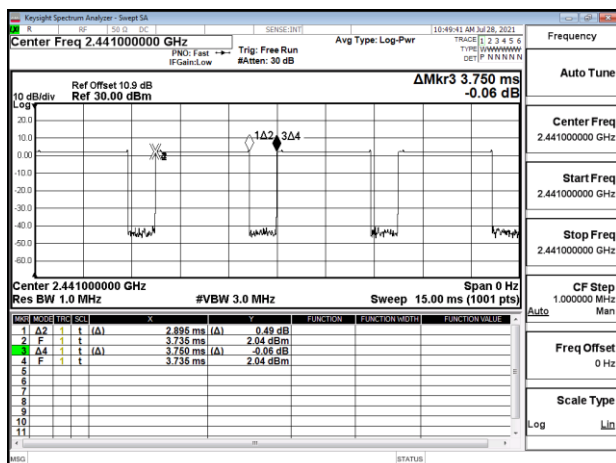 Keysight Spectrum Analyzer - Swept SA
R RF 50 Ω DC SENSE:INT 10:49:41 AM Jul 28, 2021
Center Freq 2.441000000 GHz
PNO: Fast
IFGain:Low
Trig: Free Run
#Atten: 30 dB
Avg Type: Log-Pwr
TRACE 1 2 3 4 5 6
TYPE WWWWWW
DET P N N N N N
Ref Offset 10.9 dB
10 dB/div Ref 30.00 dBm
Log
ΔMkr3 3.750 ms
-0.06 dB
20.0
10.0
0.00
-10.0
-20.0
-30.0
-40.0
-50.0
-60.0
1Δ2 3Δ4
Center 2.441000000 GHz Span 0 Hz
Res BW 1.0 MHz #VBW 3.0 MHz Sweep 15.00 ms (1001 pts)
MKR MODE TRC SCL X Y FUNCTION FUNCTION WIDTH FUNCTION VALUE
1 Δ2 1 t (Δ) 2.895 ms (Δ) 0.49 dB
2 F 1 t 3.735 ms 2.04 dBm
3 Δ4 1 t (Δ) 3.750 ms (Δ) -0.06 dB
4 F 1 t 3.735 ms 2.04 dBm
5
6
7
8
9
10
11
MSG STATUS
Frequency
Auto Tune
Center Freq
2.441000000 GHz
Start Freq
2.441000000 GHz
Stop Freq
2.441000000 GHz
CF Step
1.000000 MHz
Auto Man
Freq Offset
0 Hz
Scale Type
Log Lin